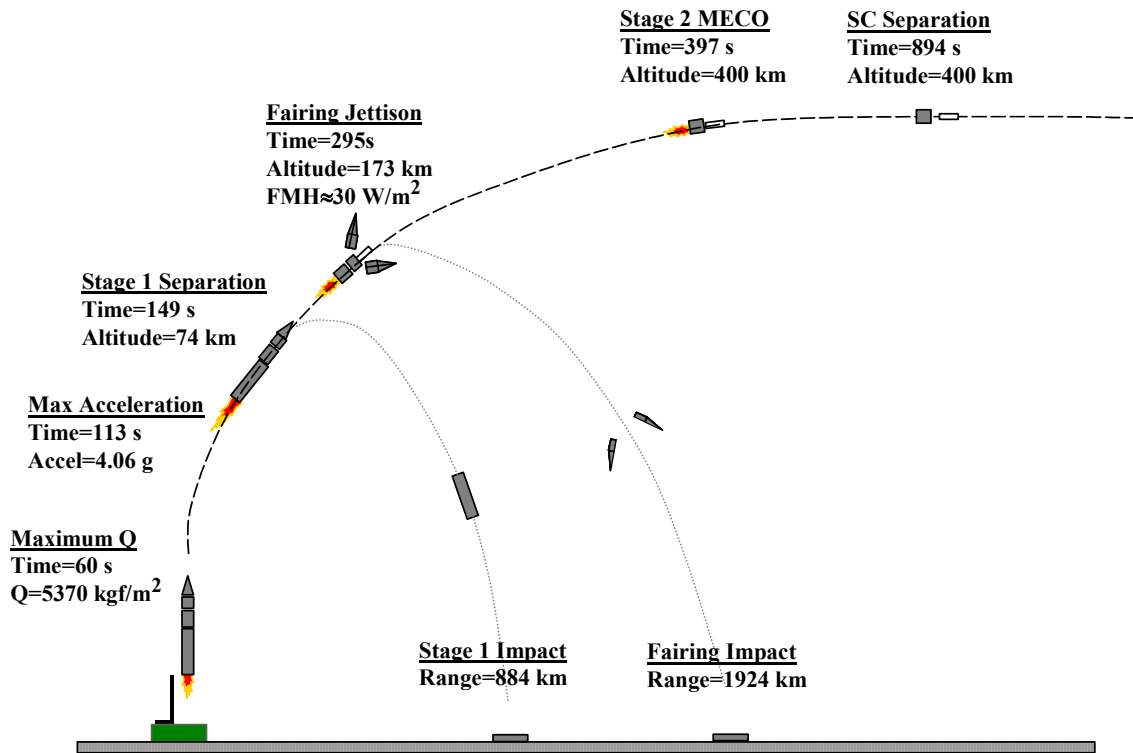 Stage 2 MECO
Time=397 s
Altitude=400 km
SC Separation
Time=894 s
Altitude=400 km
Fairing Jettison
Time=295s
Altitude=173 km
FMH≈30 W/m²
Stage 1 Separation
Time=149 s
Altitude=74 km
Max Acceleration
Time=113 s
Accel=4.06 g
Maximum Q
Time=60 s
Q=5370 kgf/m²
Stage 1 Impact
Range=884 km
Fairing Impact
Range=1924 km